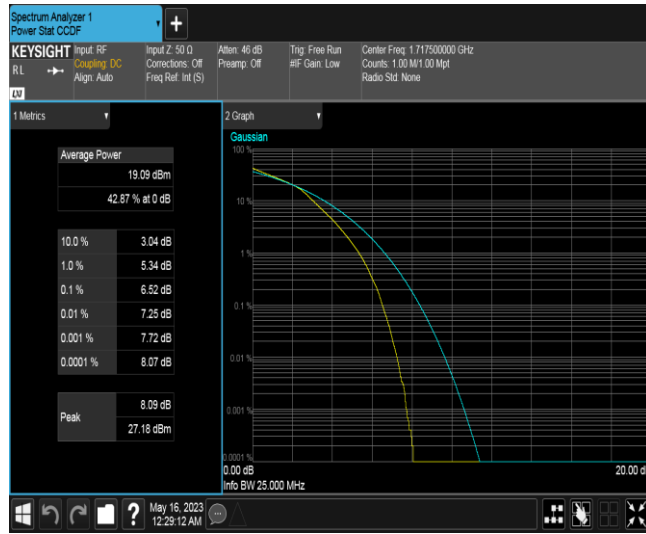 Spectrum Analyzer 1
Power Stat CCDF
+
KEYSIGHT
RL
LXI
Input: RF
Coupling: DC
Align: Auto
Input Z: 50 Ω
Corrections: Off
Freq Ref: Int (S)
Atten: 46 dB
Preamp: Off
Trig: Free Run
#IF Gain: Low
Center Freq: 1.717500000 GHz
Counts: 1.00 M/1.00 Mpt
Radio Std: None
1 Metrics
Average Power
19.09 dBm
42.87 % at 0 dB
10.0 % 3.04 dB
1.0 % 5.34 dB
0.1 % 6.52 dB
0.01 % 7.25 dB
0.001 % 7.72 dB
0.0001 % 8.07 dB
Peak
8.09 dB
27.18 dBm
2 Graph
Gaussian
100 %
10 %
1 %
0.1 %
0.01 %
0.001 %
0.0001 %
0.00 dB
20.00 d
Info BW 25.000 MHz
?
May 16, 2023
12:29:12 AM